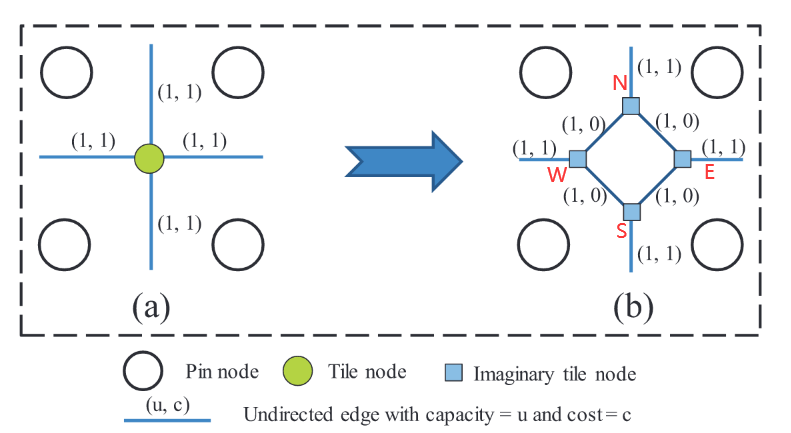 (1, 1)
(1, 1)
(1, 1)
(1, 1)
(a)
N
(1, 1)
(1, 0)
(1, 0)
(1, 1)
(1, 1)
W
E
(1, 0)
(1, 0)
S
(1, 1)
(b)
Pin node
Tile node
Imaginary tile node
(u, c)
Undirected edge with capacity = u and cost= c